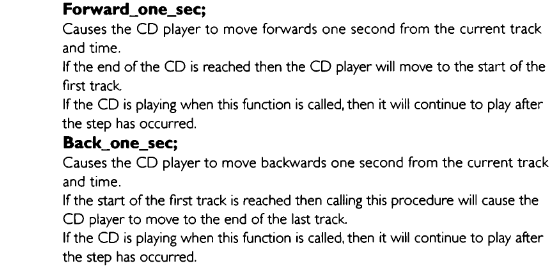 Forward_one_sec;
Causes the CD player to move forwards one second from the current track
and time.
If the end of the CD is reached then the CD player will move to the start of the
first track.
If the CD is playing when this function is called, then it will continue to play after
the step has occurred.
Back_one_sec;
Causes the CD player to move backwards one second from the current track
and time.
If the start of the first track is reached then calling this procedure will cause the
CD player to move to the end of the last track.
If the CD is playing when this function is called, then it will continue to play after
the step has occurred.